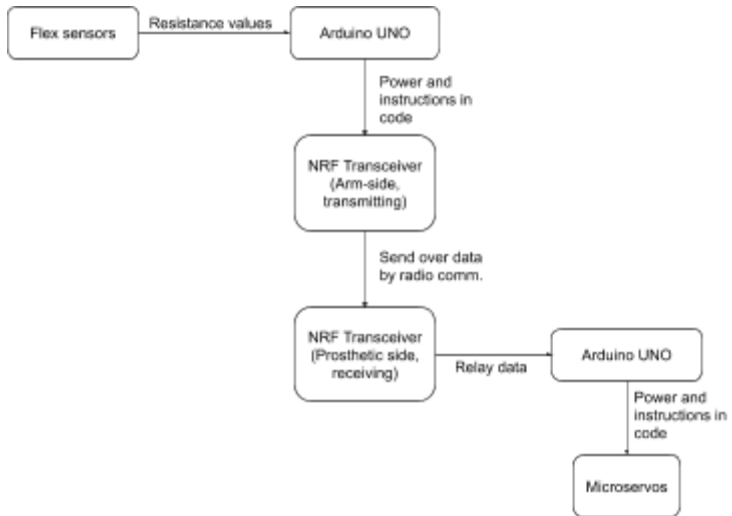 Flex sensors
Resistance values
Arduino UNO
Power and
instructions in
code
NRF Transceiver
(Arm-side,
transmitting)
Send over data
by radio comm.
NRF Transceiver
(Prosthetic side,
receiving)
Relay data
Arduino UNO
Power and
instructions in
code
Microservos